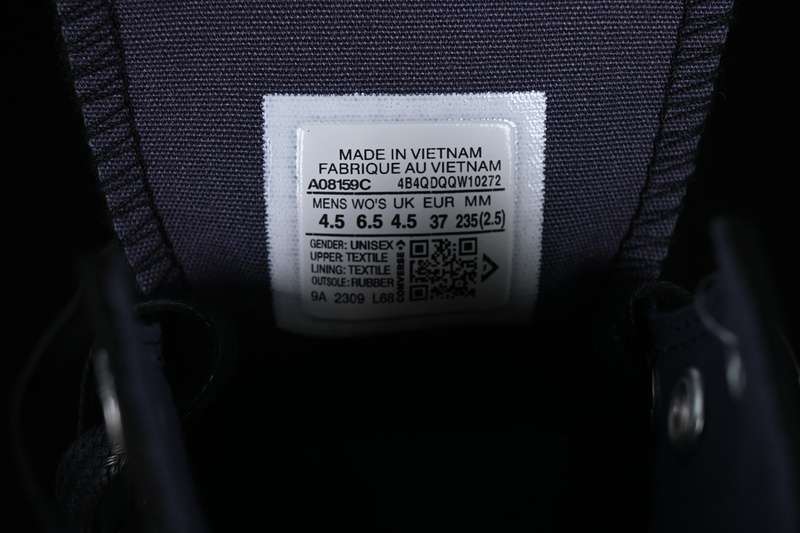 MADE IN VIETNAM
FABRIQUE AU VIETNAM
A08159C 4B4QDQQW10272
MENS WO'S UK EUR MM
4.5 6.5 4.5 37 235(2.5)
GENDER: UNISEX
UPPER: TEXTILE
LINING: TEXTILE
OUTSOLE: RUBBER
9A 2309 L68
CONVERSE